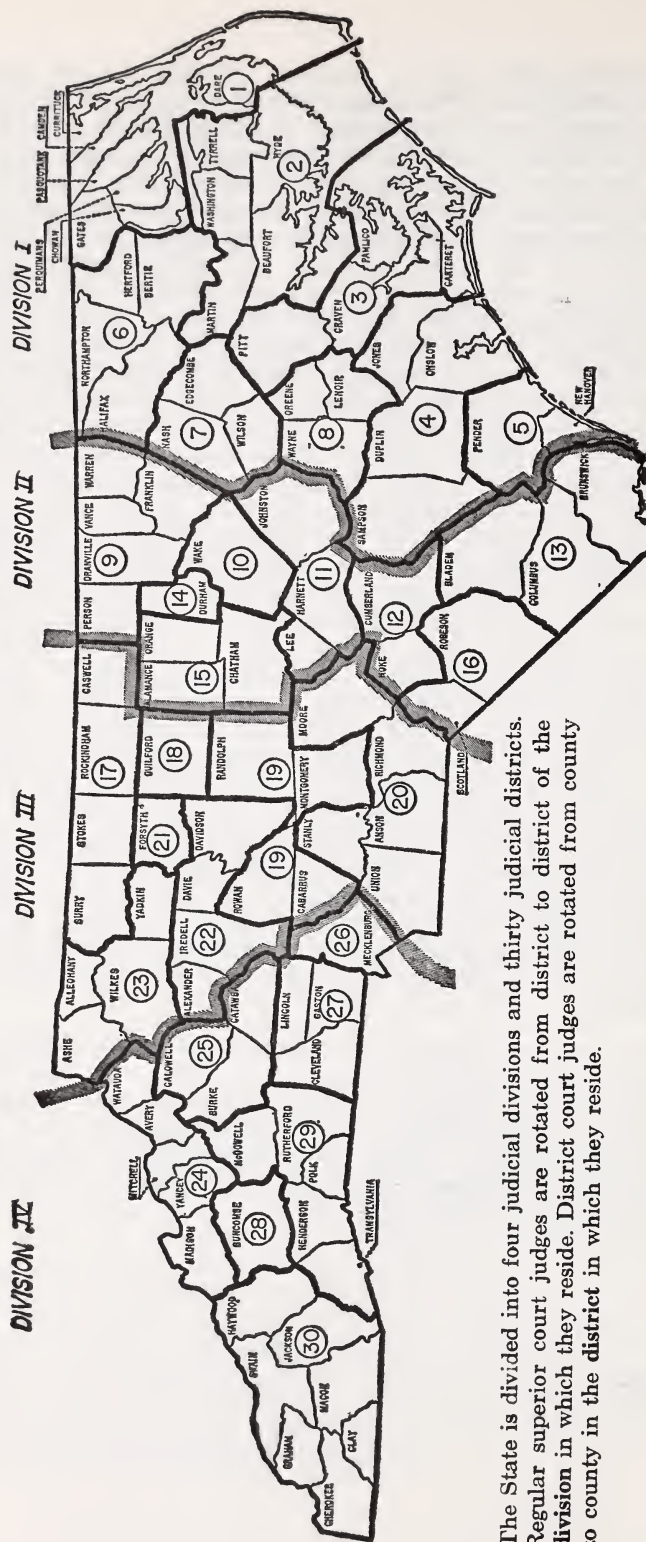 DIVISION I
DIVISION II
DIVISION III
DIVISION IV
PERQUIMANS
CHOWAN
PASQUOTANK
CAMDEN
CURRITUCK
GATES
DARE
1
TYRRELL
WASHINGTON
HYDE
2
BEAUFORT
MARTIN
HERTFORD
BERTIE
NORTHAMPTON
6
HALIFAX
PAMLICO
CRAVEN
3
CARTERET
PITT
EDGECOMBE
NASH
7
WILSON
GREENE
LENOIR
WAYNE
8
JONES
ONSLOW
DUPLIN
4
SAMPSON
PENDER
5
NEW HANOVER
WARREN
VANCE
FRANKLIN
GRANVILLE
9
PERSON
WAKE
10
JOHNSTON
HARNETT
11
LEE
CUMBERLAND
12
HOKE
BLADEN
BRUNSWICK
COLUMBUS
13
ROBESON
16
SCOTLAND
14
DURHAM
ORANGE
ALAMANCE
15
CHATHAM
CASWELL
ROCKINGHAM
17
STOKES
SURRY
GUILFORD
18
RANDOLPH
19
MONTGOMERY
MOORE
RICHMOND
20
ANSON
STANLY
UNION
FORSYTH
21
DAVIDSON
ROWAN
19
CABARRUS
YADKIN
DAVIE
IREDELL
22
ALEXANDER
ALLEGHANY
ASHE
WILKES
23
WATAUGA
AVERY
MITCHELL
YANCEY
24
MADISON
CALDWELL
25
BURKE
CATAWBA
MECKLENBURG
26
LINCOLN
GASTON
27
CLEVELAND
McDOWELL
RUTHERFORD
29
POLK
HENDERSON
TRANSYLVANIA
BUNCOMBE
28
HAYWOOD
JACKSON
30
SWAIN
MACON
GRAHAM
CLAY
CHEROKEE
The State is divided into four judicial divisions and thirty judicial districts.
Regular superior court judges are rotated from district to district of the
division in which they reside. District court judges are rotated from county
to county in the district in which they reside.